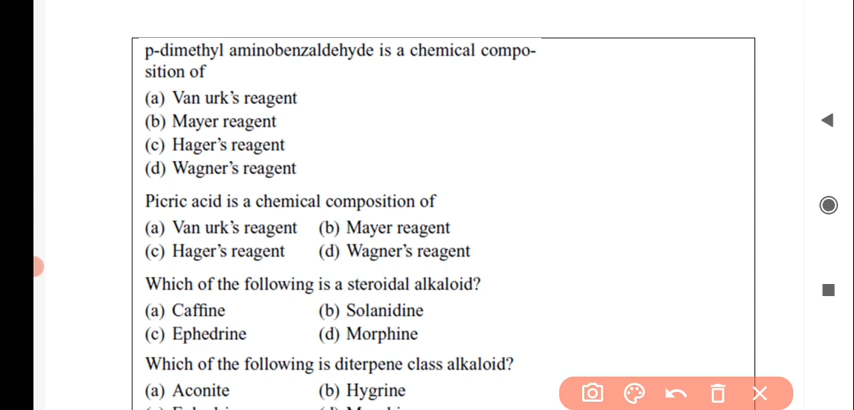 p-dimethyl aminobenzaldehyde is a chemical compo-
sition of
(a) Van urk's reagent
(b) Mayer reagent
(c) Hager's reagent
(d) Wagner's reagent
Picric acid is a chemical composition of
(a) Van urk's reagent (b) Mayer reagent
(c) Hager's reagent (d) Wagner's reagent
Which of the following is a steroidal alkaloid?
(a) Caffine (b) Solanidine
(c) Ephedrine (d) Morphine
Which of the following is diterpene class alkaloid?
(a) Aconite (b) Hygrine